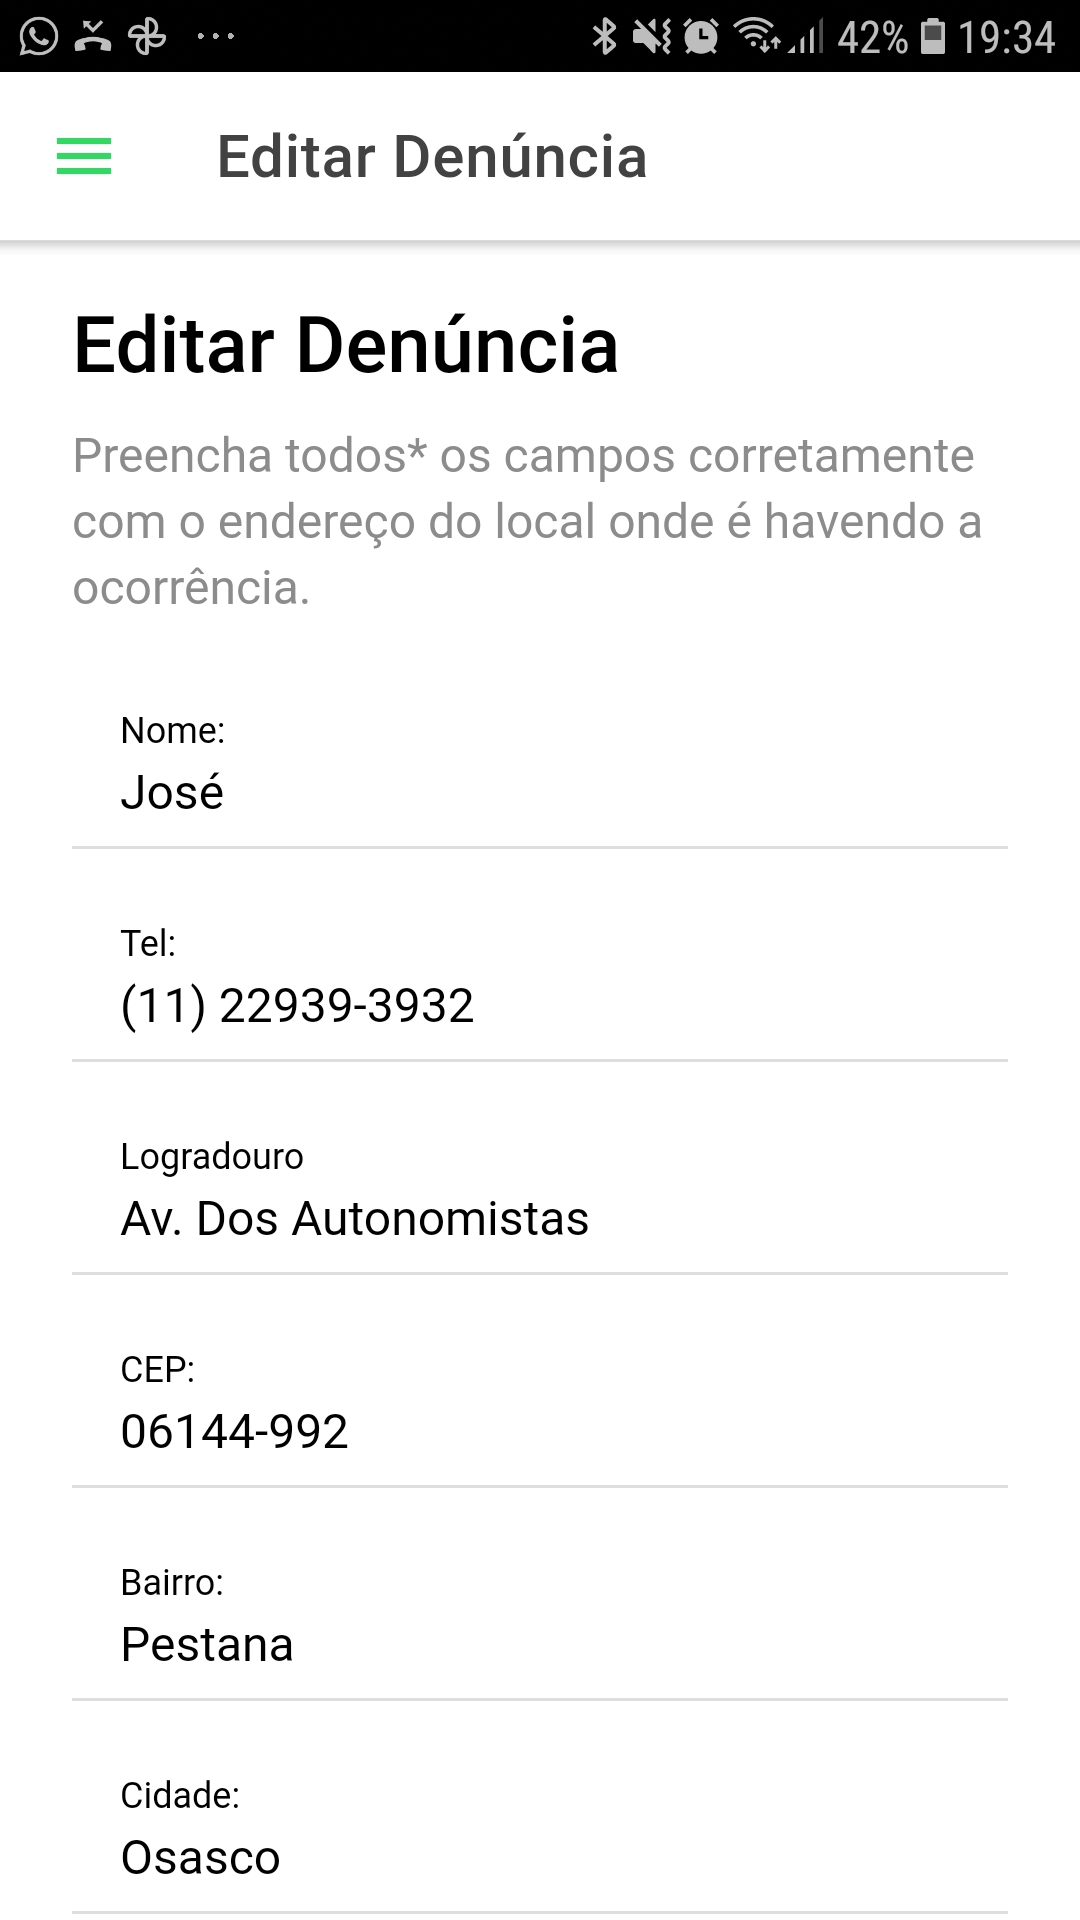 42% 19:34
Editar Denúncia
Editar Denúncia
Preencha todos* os campos corretamente
com o endereço do local onde é havendo a
ocorrência.
Nome:
José
Tel:
(11) 22939-3932
Logradouro
Av. Dos Autonomistas
CEP:
06144-992
Bairro:
Pestana
Cidade:
Osasco